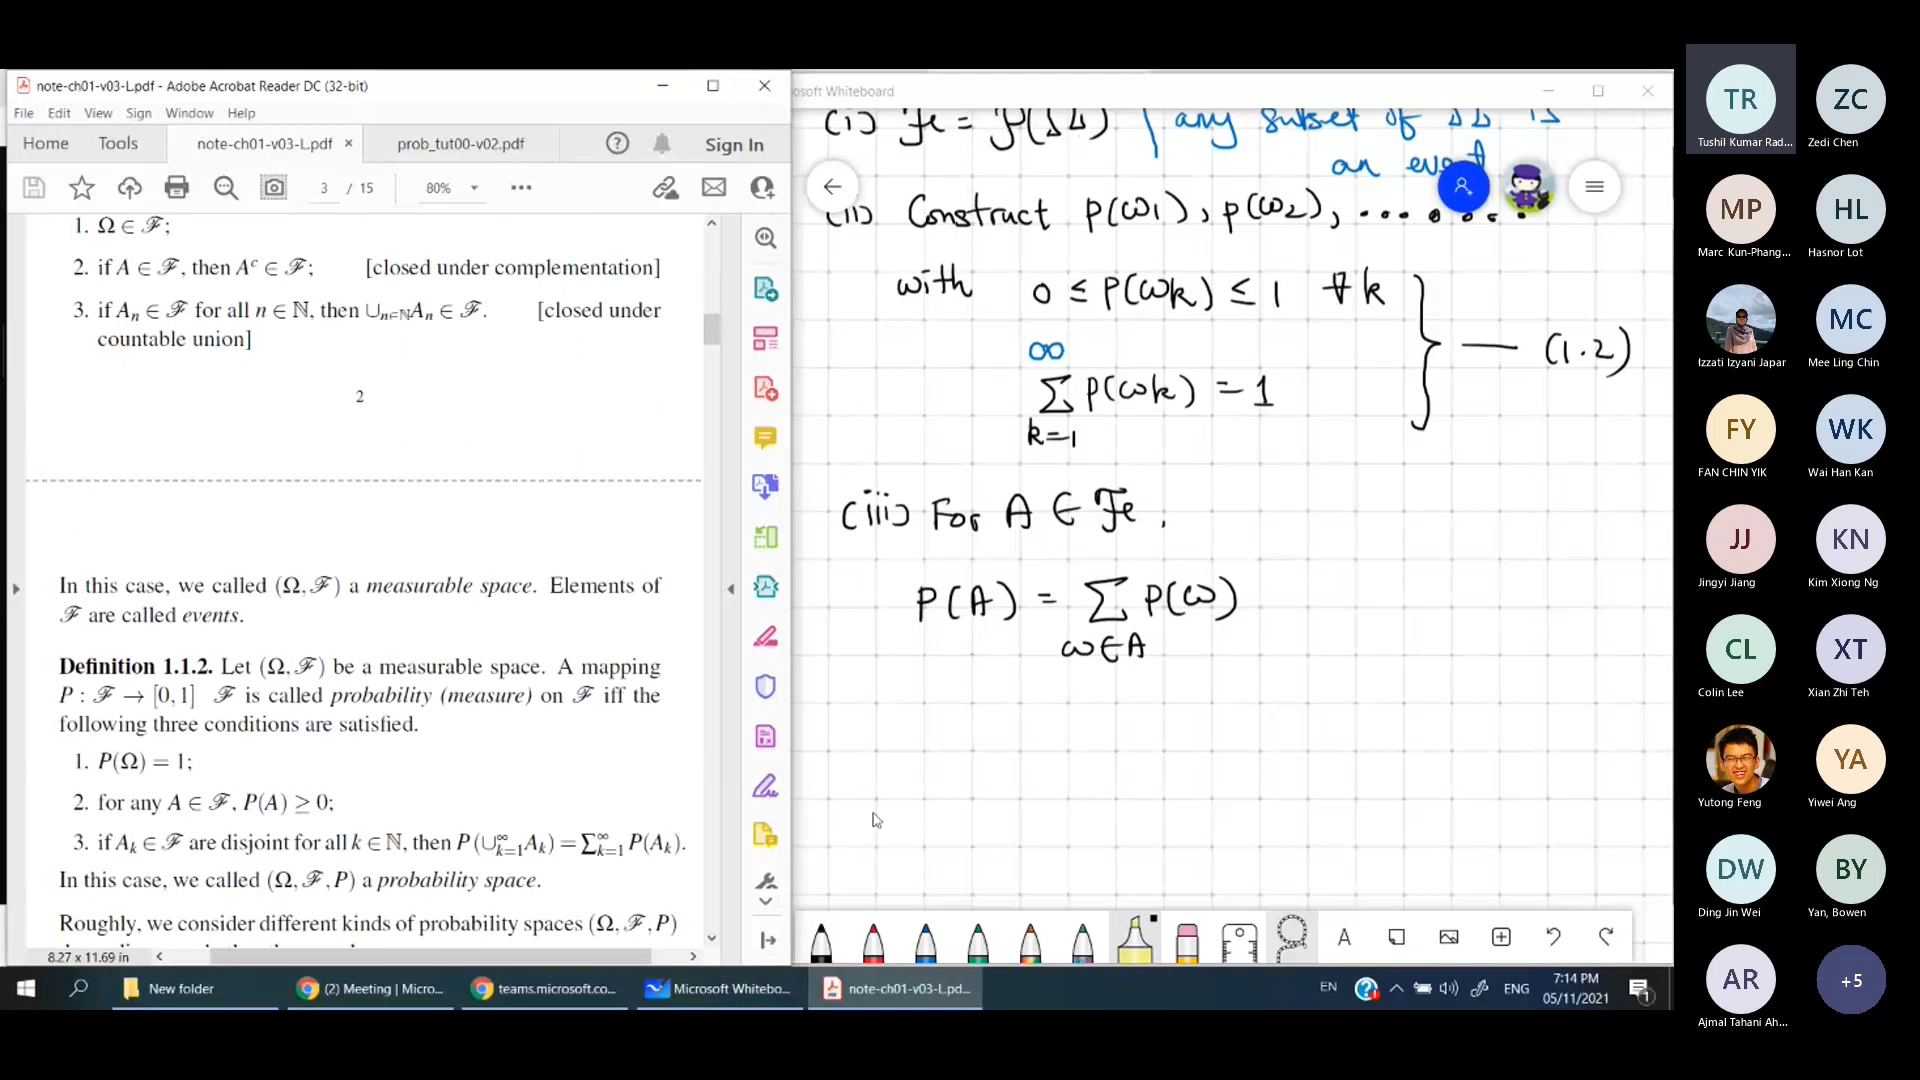 note-ch01-v03-L.pdf - Adobe Acrobat Reader DC (32-bit)
File Edit View Sign Window Help
Home Tools note-ch01-v03-L.pdf × prob_tut00-v02.pdf Sign In
3 / 15 80%
1. Ω ∈ ℱ;
2. if A ∈ ℱ, then Aᶜ ∈ ℱ; [closed under complementation]
3. if Aₙ ∈ ℱ for all n ∈ ℕ, then ∪ₙ∈ℕAₙ ∈ ℱ. [closed under
countable union]
2
In this case, we called (Ω, ℱ) a measurable space. Elements of
ℱ are called events.
Definition 1.1.2. Let (Ω, ℱ) be a measurable space. A mapping
P : ℱ → [0, 1] ℱ is called probability (measure) on ℱ iff the
following three conditions are satisfied.
1. P(Ω) = 1;
2. for any A ∈ ℱ, P(A) ≥ 0;
3. if Aₖ ∈ ℱ are disjoint for all k ∈ ℕ, then P(∪ₖ₌₁^∞ Aₖ) = ∑ₖ₌₁^∞ P(Aₖ).
In this case, we called (Ω, ℱ, P) a probability space.
Roughly, we consider different kinds of probability spaces (Ω, ℱ, P)
8.27 x 11.69 in
osoft Whiteboard
(i) ℱ = 𝒫(Ω) any subset of Ω is
an event
(ii) Construct P(ω1), P(ω2), ........
with 0 ≤ P(ωk) ≤ 1 ∀k
∞
∑ P(ωk) = 1
k=1
— (1.2)
(iii) For A ∈ ℱ,
P(A) = ∑ P(ω)
ω∈A
TR
Tushil Kumar Rad...
ZC
Zedi Chen
MP
Marc Kun-Phang...
HL
Hasnor Lot
Izzati Izyani Japar
MC
Mee Ling Chin
FY
FAN CHIN YIK
WK
Wai Han Kan
JJ
Jingyi Jiang
KN
Kim Xiong Ng
CL
Colin Lee
XT
Xian Zhi Teh
Yutong Feng
YA
Yiwei Ang
DW
Ding Jin Wei
BY
Yan, Bowen
AR
Ajmal Tahani Ah...
+5
New folder
(2) Meeting | Micro...
teams.microsoft.co...
Microsoft Whitebo...
note-ch01-v03-L.pd...
EN
ENG
7:14 PM
05/11/2021
1